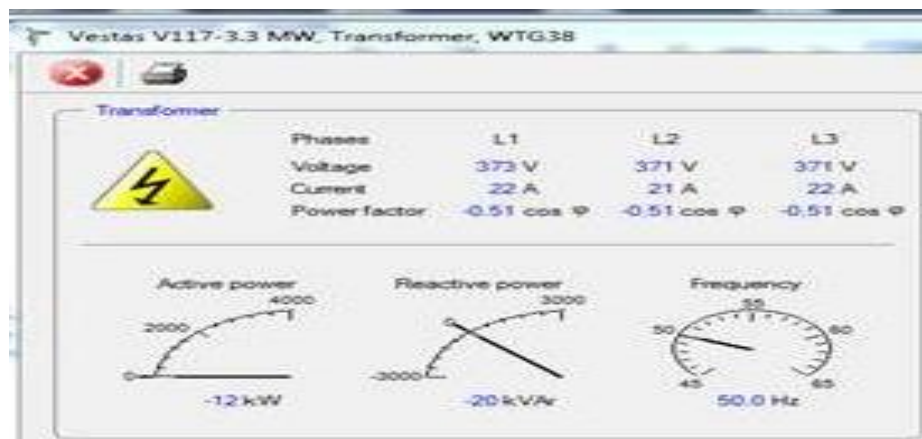 Vestas V117-3.3 MW, Transformer, WTG38
Transformer
Phases L1 L2 L3
Voltage 373 V 371 V 371 V
Current 22 A 21 A 22 A
Power factor -0.51 cos φ -0.51 cos φ -0.51 cos φ
Active power Reactive power Frequency
4000 3000 55
2000 0 50 60
0 -3000 45 65
-12 kW -20 kVAr 50.0 Hz